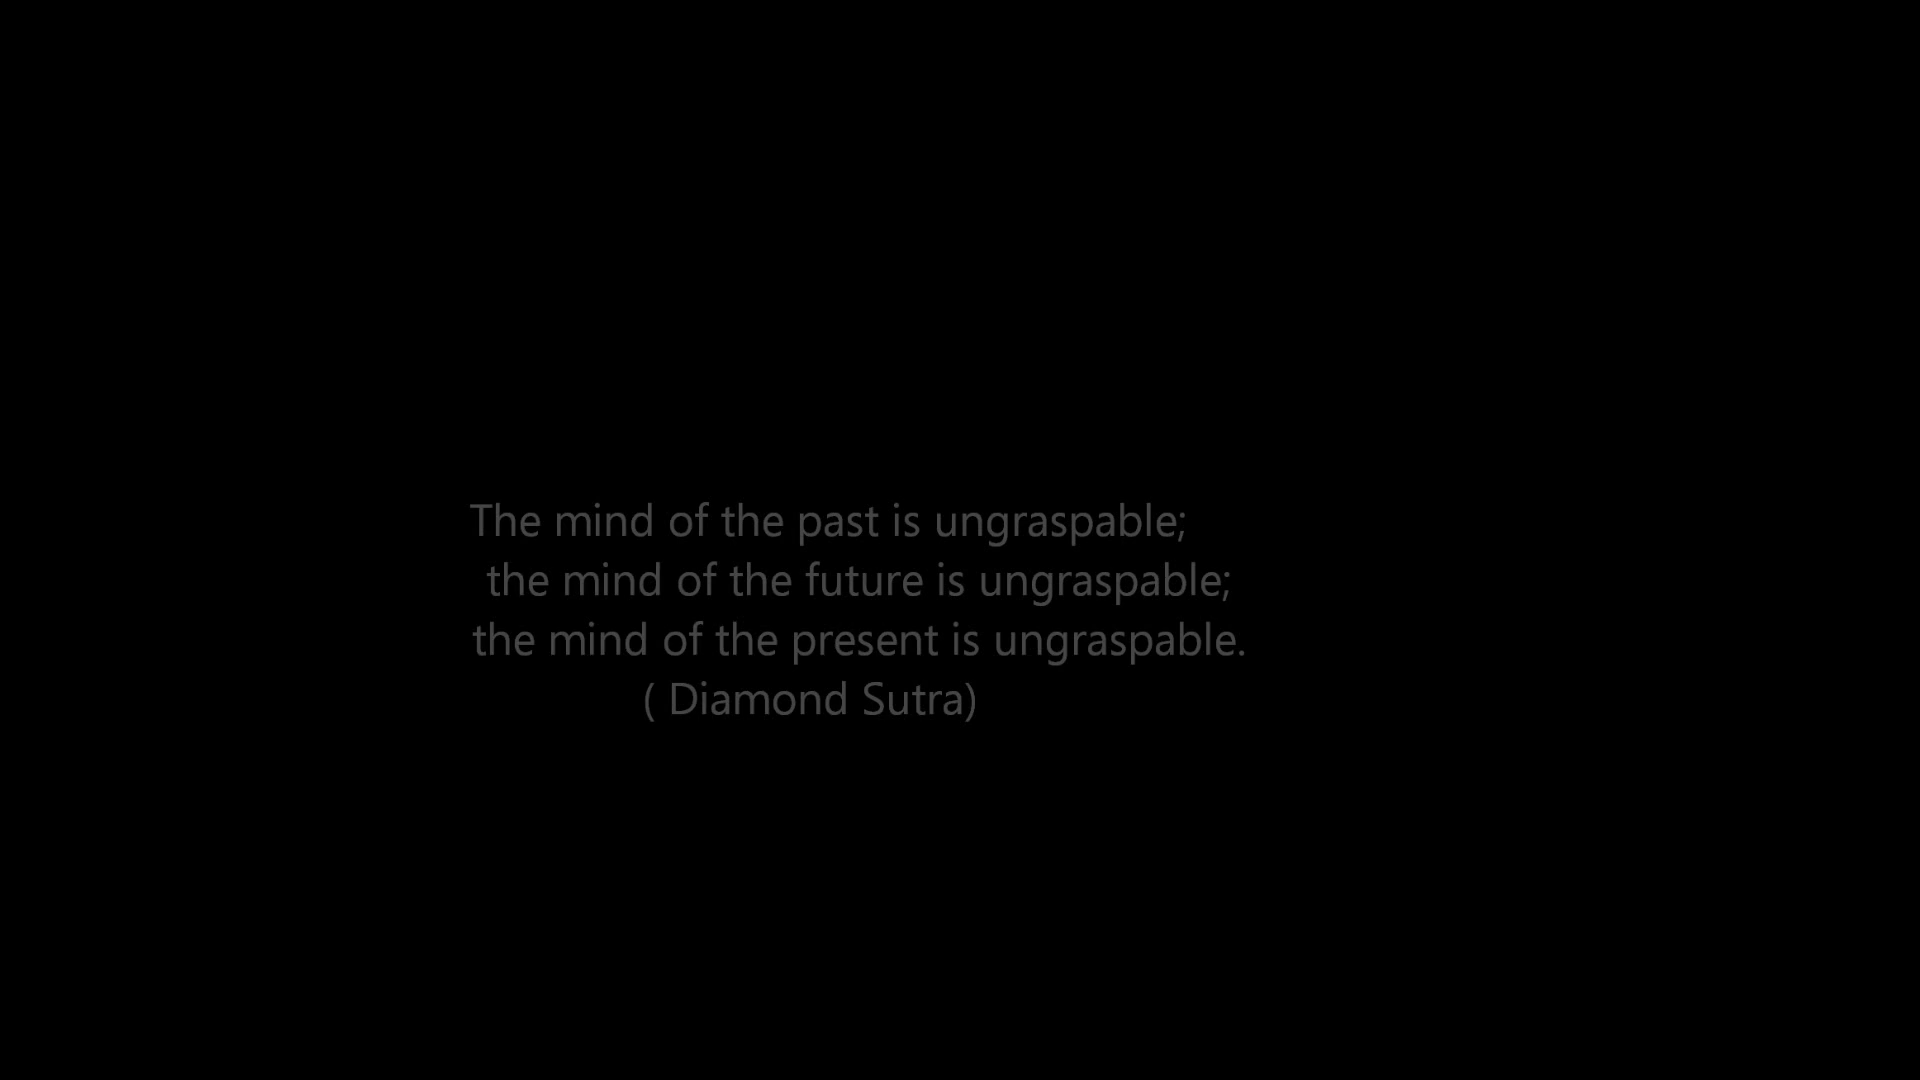 The mind of the past is ungraspable;
the mind of the future is ungraspable;
the mind of the present is ungraspable.
( Diamond Sutra)